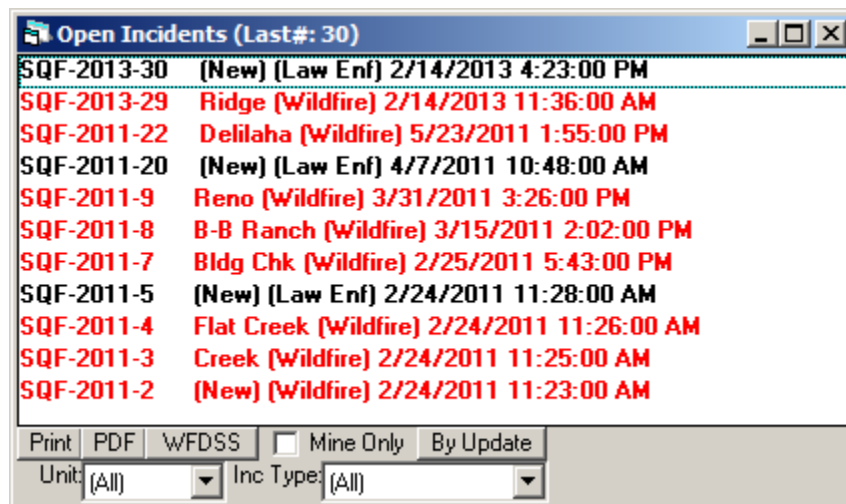 Open Incidents (Last#: 30)
SQF-2013-30 (New) (Law Enf) 2/14/2013 4:23:00 PM
SQF-2013-29 Ridge (Wildfire) 2/14/2013 11:36:00 AM
SQF-2011-22 Delilaha (Wildfire) 5/23/2011 1:55:00 PM
SQF-2011-20 (New) (Law Enf) 4/7/2011 10:48:00 AM
SQF-2011-9 Reno (Wildfire) 3/31/2011 3:26:00 PM
SQF-2011-8 B-B Ranch (Wildfire) 3/15/2011 2:02:00 PM
SQF-2011-7 Bldg Chk (Wildfire) 2/25/2011 5:43:00 PM
SQF-2011-5 (New) (Law Enf) 2/24/2011 11:28:00 AM
SQF-2011-4 Flat Creek (Wildfire) 2/24/2011 11:26:00 AM
SQF-2011-3 Creek (Wildfire) 2/24/2011 11:25:00 AM
SQF-2011-2 (New) (Wildfire) 2/24/2011 11:23:00 AM
Print PDF WFDSS Mine Only By Update
Unit: (All) Inc Type: (All)